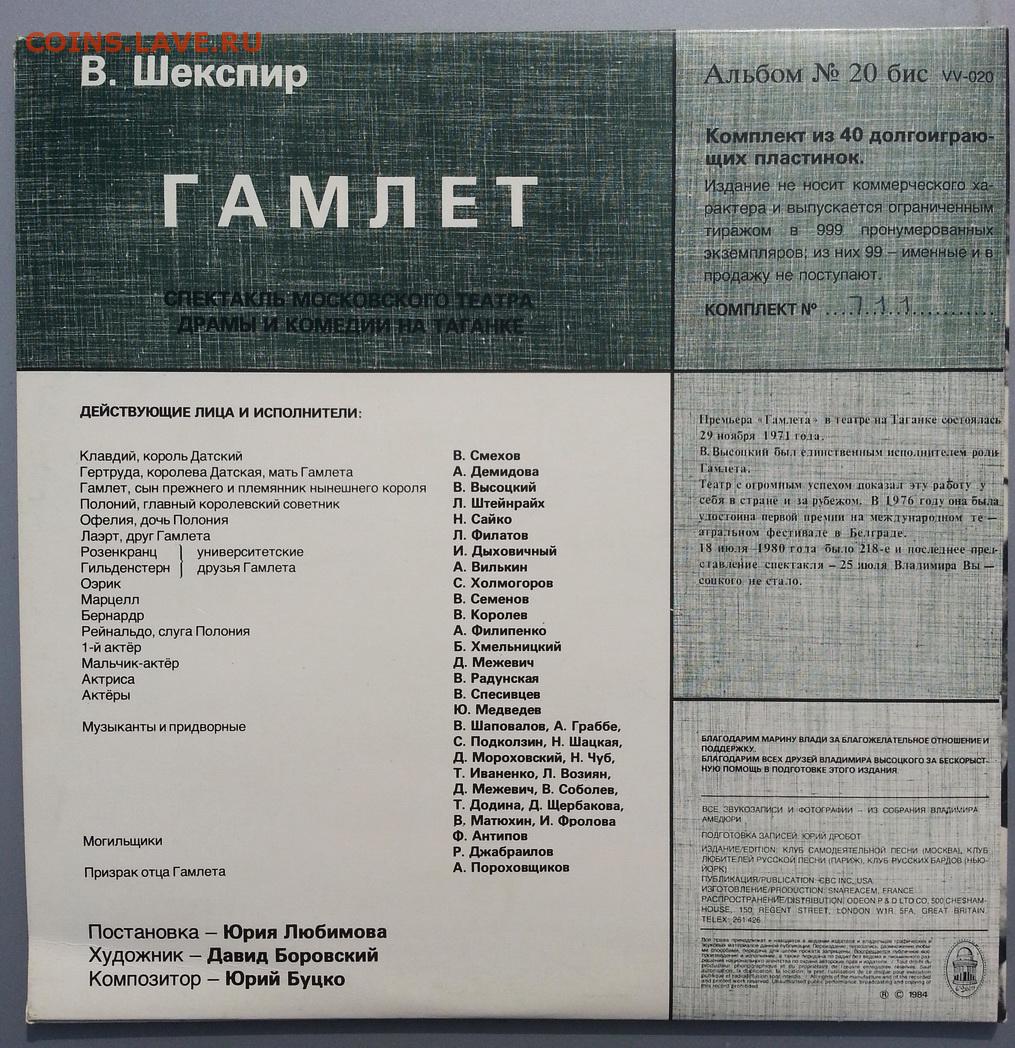 COINS.LAVE.RU
В. Шекспир
ГАМЛЕТ
СПЕКТАКЛЬ МОСКОВСКОГО ТЕАТРА
ДРАМЫ И КОМЕДИИ НА ТАГАНКЕ
Альбом № 20 бис VV-020
Комплект из 40 долгоиграю-
щих пластинок.
Издание не носит коммерческого ха-
рактера и выпускается ограниченным
тиражом в 999 пронумерованных
экземпляров; из них 99 – именные и в
продажу не поступают.
КОМПЛЕКТ № ....7.1.1............
ДЕЙСТВУЮЩИЕ ЛИЦА И ИСПОЛНИТЕЛИ:
Клавдий, король Датский В. Смехов
Гертруда, королева Датская, мать Гамлета А. Демидова
Гамлет, сын прежнего и племянник нынешнего короля В. Высоцкий
Полоний, главный королевский советник Л. Штейнрайх
Офелия, дочь Полония Н. Сайко
Лаэрт, друг Гамлета Л. Филатов
Розенкранц университетские И. Дыховичный
Гильденстерн друзья Гамлета А. Вилькин
Озрик С. Холмогоров
Марцелл В. Семенов
Бернардр В. Королев
Рейнальдо, слуга Полония А. Филипенко
1-й актёр Б. Хмельницкий
Мальчик-актёр Д. Межевич
Актриса В. Радунская
Актёры В. Спесивцев
Ю. Медведев
Музыканты и придворные В. Шаповалов, А. Граббе,
С. Подколзин, Н. Шацкая,
Д. Мороховский, Н. Чуб,
Т. Иваненко, Л. Возиян,
Д. Межевич, В. Соболев,
Т. Додина, Д. Щербакова,
В. Матюхин, И. Фролова
Могильщики Ф. Антипов
Р. Джабраилов
Призрак отца Гамлета А. Пороховщиков
Постановка – Юрия Любимова
Художник – Давид Боровский
Композитор – Юрий Буцко
Премьера «Гамлета» в театре на Таганке состоялась
29 ноября 1971 года.
В. Высоцкий был единственным исполнителем роли
Гамлета.
Театр с огромным успехом показал эту работу у
себя в стране и за рубежом. В 1976 году она была
удостоена первой премии на международном те –
атральном фестивале в Белграде.
18 июля 1980 года было 218-е и последнее пред-
ставление спектакля – 25 июля Владимира Вы –
соцкого не стало.
БЛАГОДАРИМ МАРИНУ ВЛАДИ ЗА БЛАГОЖЕЛАТЕЛЬНОЕ ОТНОШЕНИЕ И
ПОДДЕРЖКУ.
БЛАГОДАРИМ ВСЕХ ДРУЗЕЙ ВЛАДИМИРА ВЫСОЦКОГО ЗА БЕСКОРЫСТ-
НУЮ ПОМОЩЬ В ПОДГОТОВКЕ ЭТОГО ИЗДАНИЯ.
ВСЕ ЗВУКОЗАПИСИ И ФОТОГРАФИИ – ИЗ СОБРАНИЯ ВЛАДИМИРА
АМЕДЮРИ
ПОДГОТОВКА ЗАПИСЕЙ: ЮРИЙ ДРОБОТ
ИЗДАНИЕ/EDITION: КЛУБ САМОДЕЯТЕЛЬНОЙ ПЕСНИ (МОСКВА), КЛУБ
ЛЮБИТЕЛЕЙ РУССКОЙ ПЕСНИ (ПАРИЖ), КЛУБ РУССКИХ БАРДОВ (НЬЮ-
ЙОРК)
ПУБЛИКАЦИЯ/PUBLICATION: INC., USA
ИЗГОТОВЛЕНИЕ/PRODUCTION: SNAREACEM, FRANCE
РАСПРОСТРАНЕНИЕ/DISTRIBUTION: ODEON P & D LTD CO, 500 CHESHAM-
HOUSE, 150, REGENT STREET, LONDON W1R 5FA, GREAT BRITAIN
TELEX: 261426
℗ © 1984